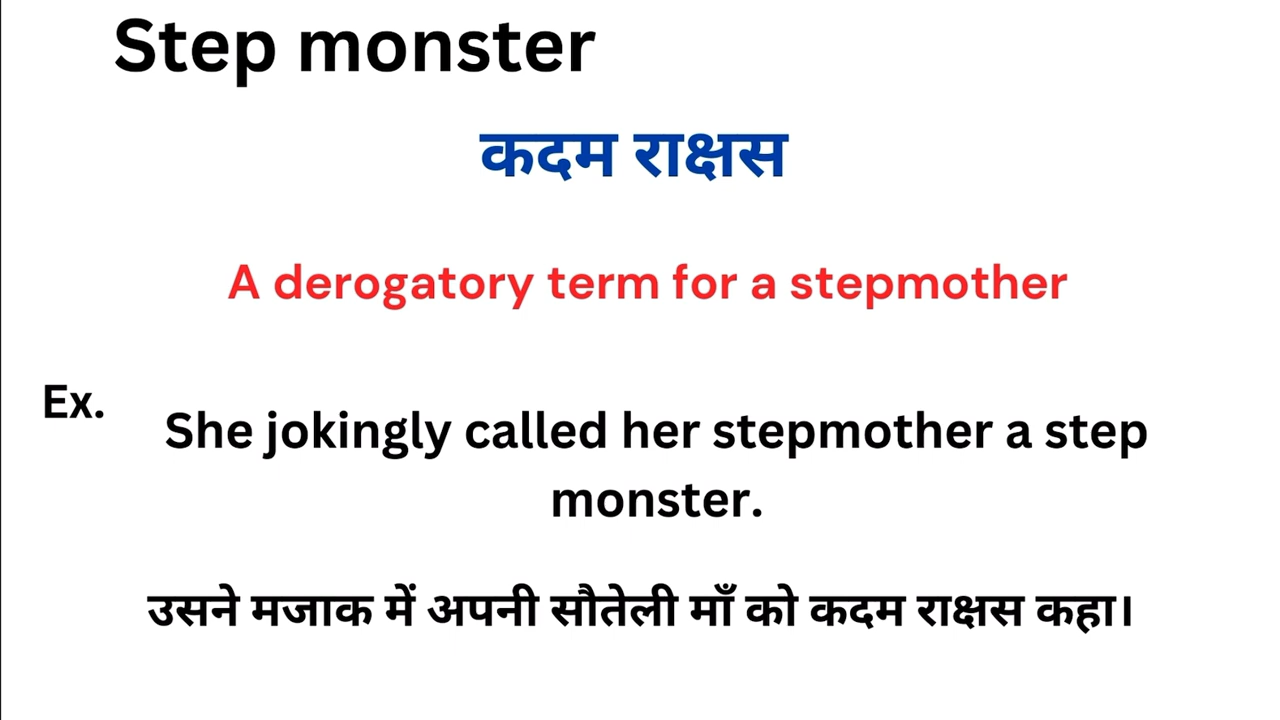 Step monster
कदम राक्षस
A derogatory term for a stepmother
Ex.
She jokingly called her stepmother a step
monster.
उसने मजाक में अपनी सौतेली माँ को कदम राक्षस कहा।